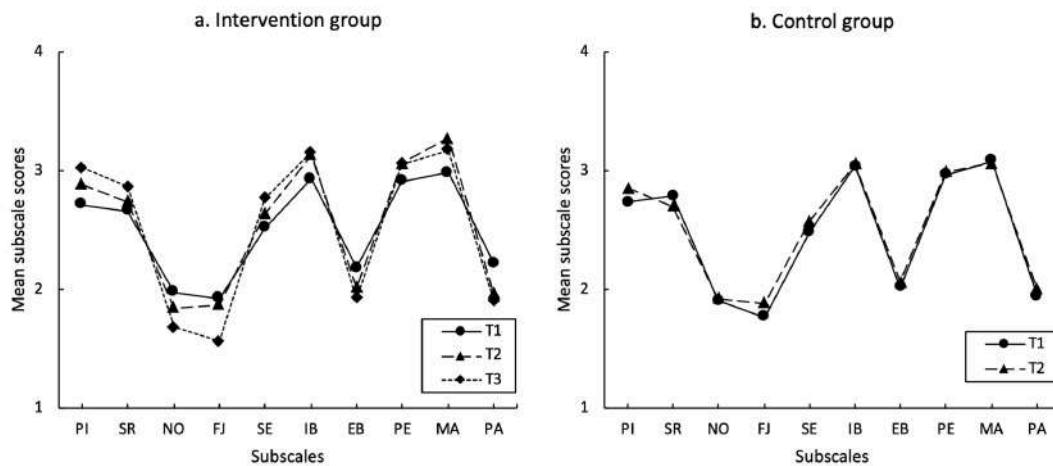 a. Intervention group
4
3
2
1
Mean subscale scores
PI SR NO FJ SE IB EB PE MA PA
Subscales
T1
T2
T3
b. Control group
4
3
2
1
Mean subscale scores
PI SR NO FJ SE IB EB PE MA PA
Subscales
T1
T2